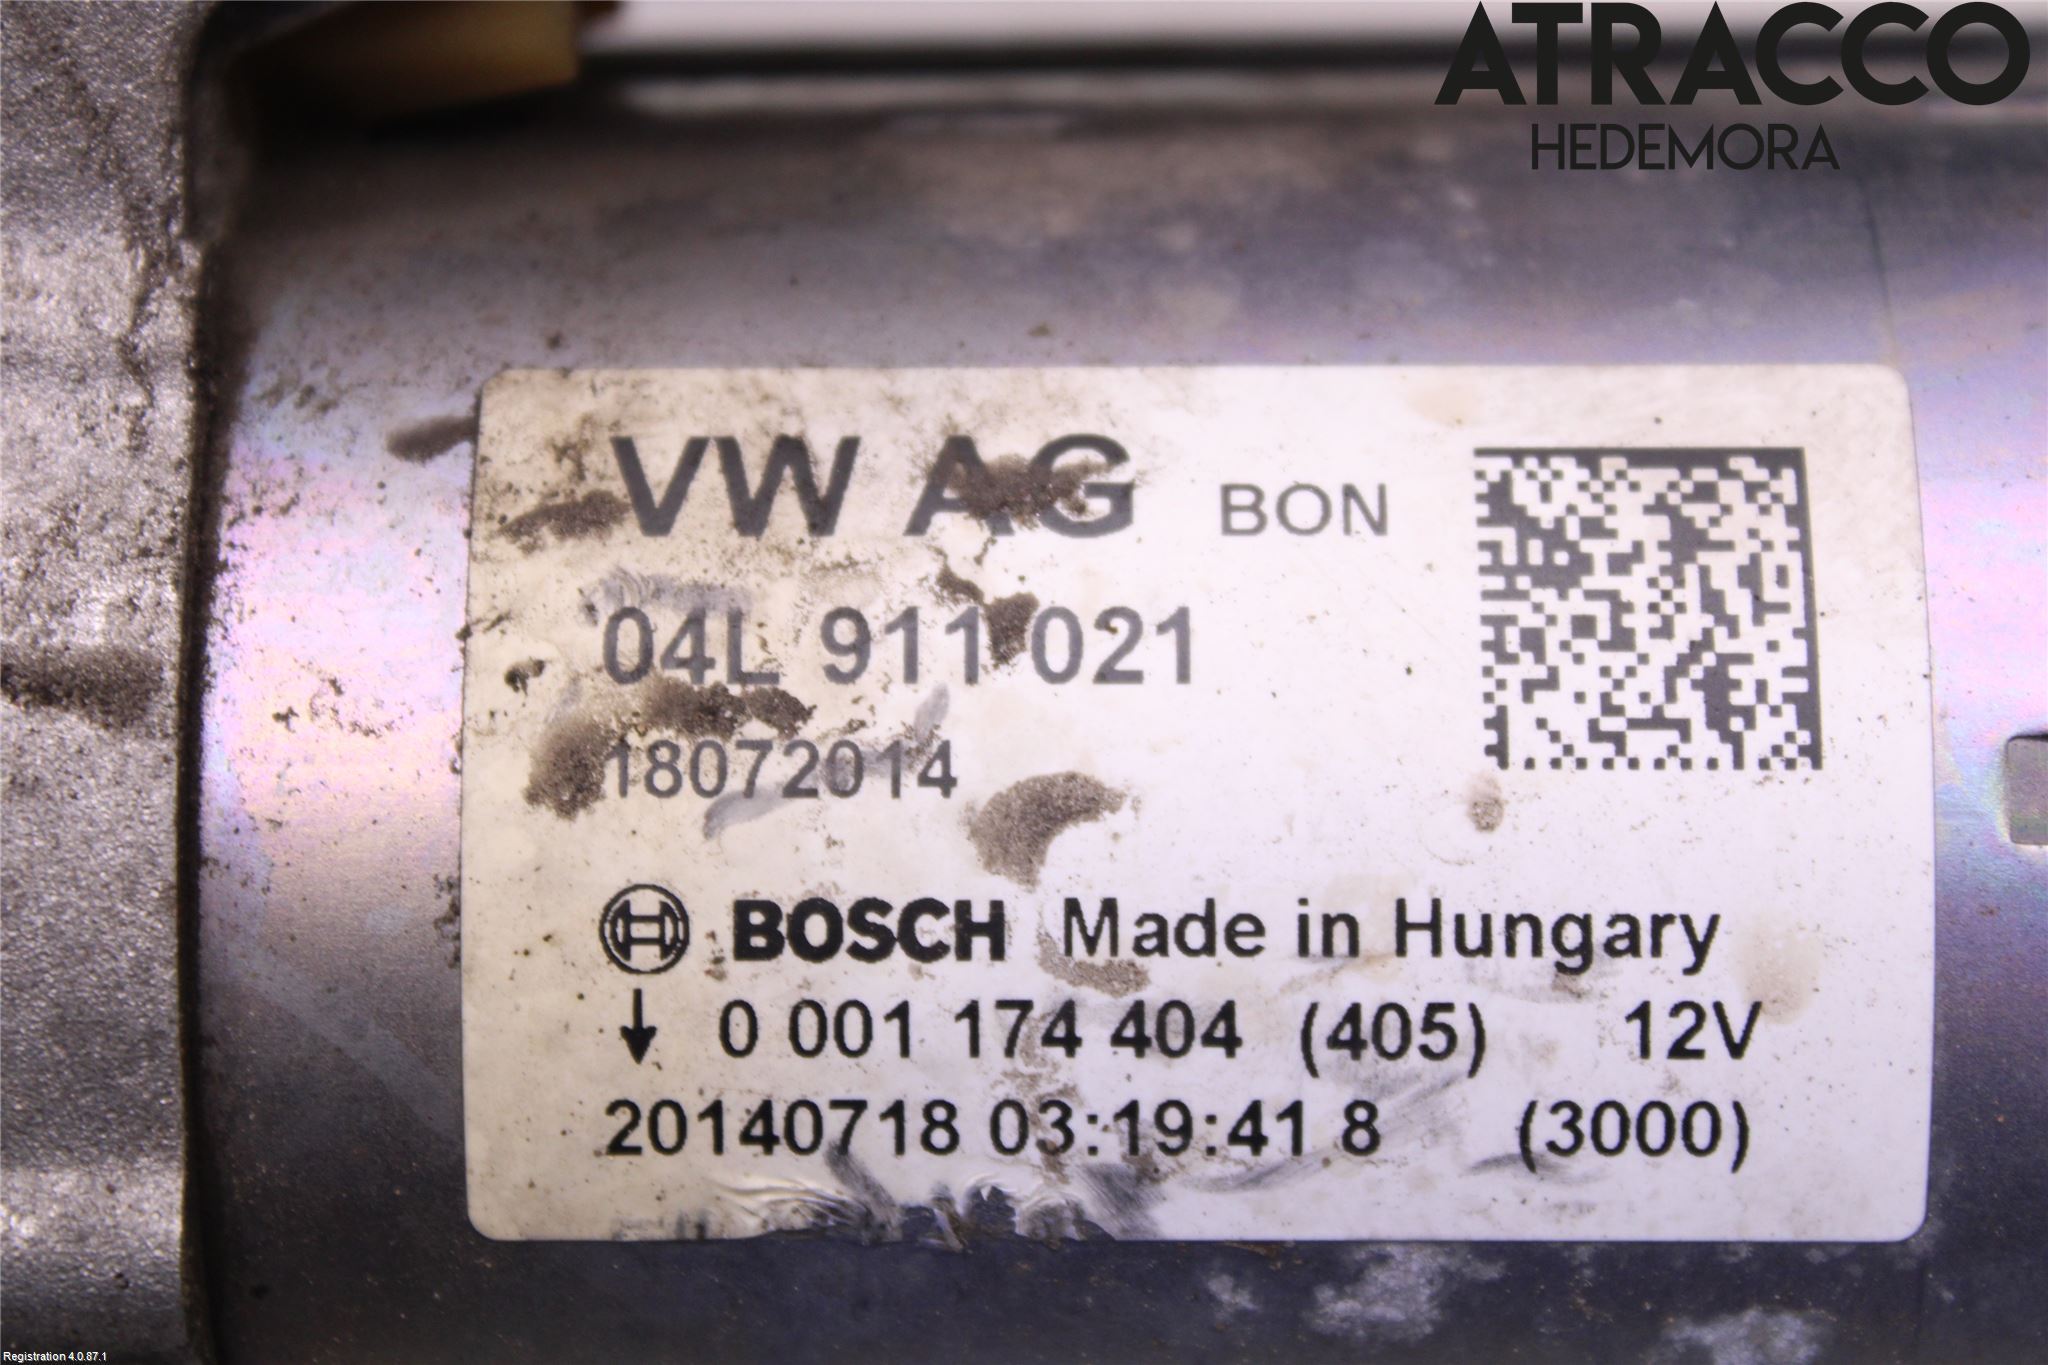 ATRACCO
HEDEMORA
VW AG BON
04L 911 021
18072014
BOSCH Made in Hungary
↓ 0 001 174 404 (405) 12V
20140718 03:19:41 8 (3000)
Registration 4.0.87.1